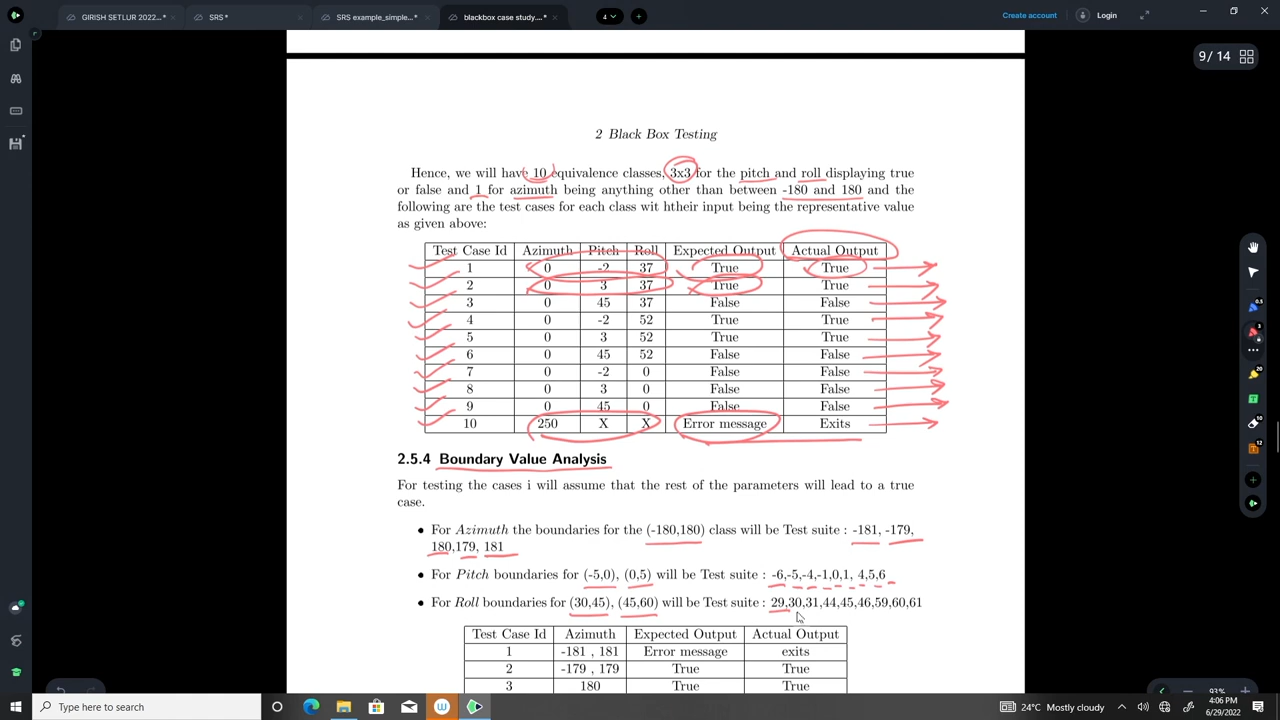 GIRISH SETLUR 2022...* SRS* SRS example_simple...* blackbox case study....* 4 Create account Login
9 / 14
2 Black Box Testing
Hence, we will have 10 equivalence classes, 3x3 for the pitch and roll displaying true
or false and 1 for azimuth being anything other than between -180 and 180 and the
following are the test cases for each class wit htheir input being the representative value
as given above:
Test Case Id Azimuth Pitch Roll Expected Output Actual Output
1 0 -2 37 True True
2 0 3 37 True True
3 0 45 37 False False
4 0 -2 52 True True
5 0 3 52 True True
6 0 45 52 False False
7 0 -2 0 False False
8 0 3 0 False False
9 0 45 0 False False
10 250 X X Error message Exits
2.5.4 Boundary Value Analysis
For testing the cases i will assume that the rest of the parameters will lead to a true
case.
• For Azimuth the boundaries for the (-180,180) class will be Test suite : -181, -179,
180,179, 181
• For Pitch boundaries for (-5,0), (0,5) will be Test suite : -6,-5,-4,-1,0,1, 4,5,6
• For Roll boundaries for (30,45), (45,60) will be Test suite : 29,30,31,44,45,46,59,60,61
Test Case Id Azimuth Expected Output Actual Output
1 -181 , 181 Error message exits
2 -179 , 179 True True
3 180 True True
93%
Type here to search
24°C Mostly cloudy
4:06 PM
6/29/2022